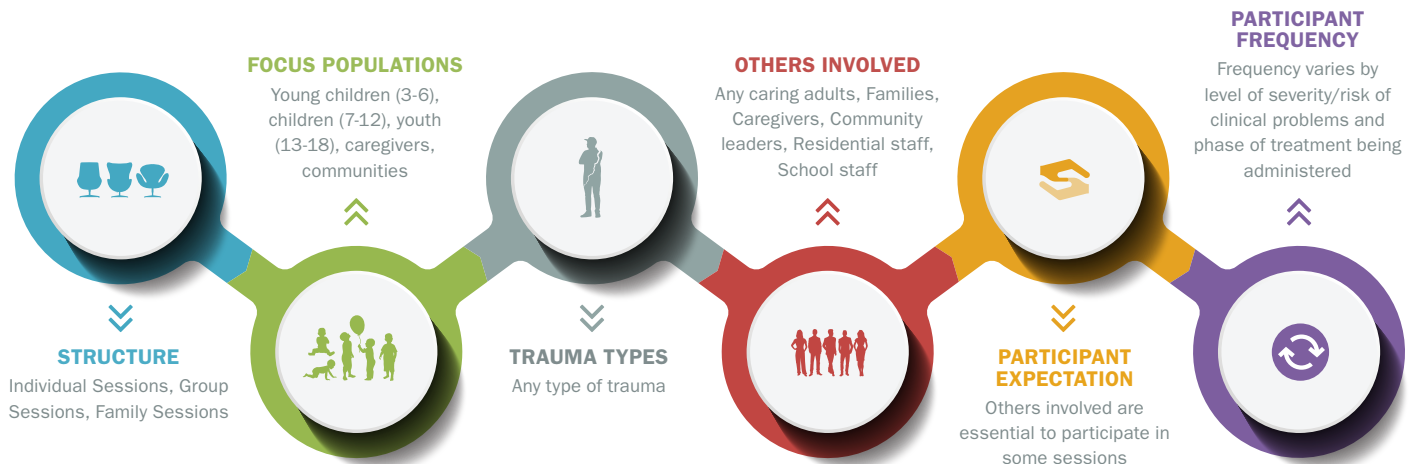 STRUCTURE
Individual Sessions, Group
Sessions, Family Sessions
FOCUS POPULATIONS
Young children (3-6),
children (7-12), youth
(13-18), caregivers,
communities
TRAUMA TYPES
Any type of trauma
OTHERS INVOLVED
Any caring adults, Families,
Caregivers, Community
leaders, Residential staff,
School staff
PARTICIPANT
EXPECTATION
Others involved are
essential to participate in
some sessions
PARTICIPANT
FREQUENCY
Frequency varies by
level of severity/risk of
clinical problems and
phase of treatment being
administered